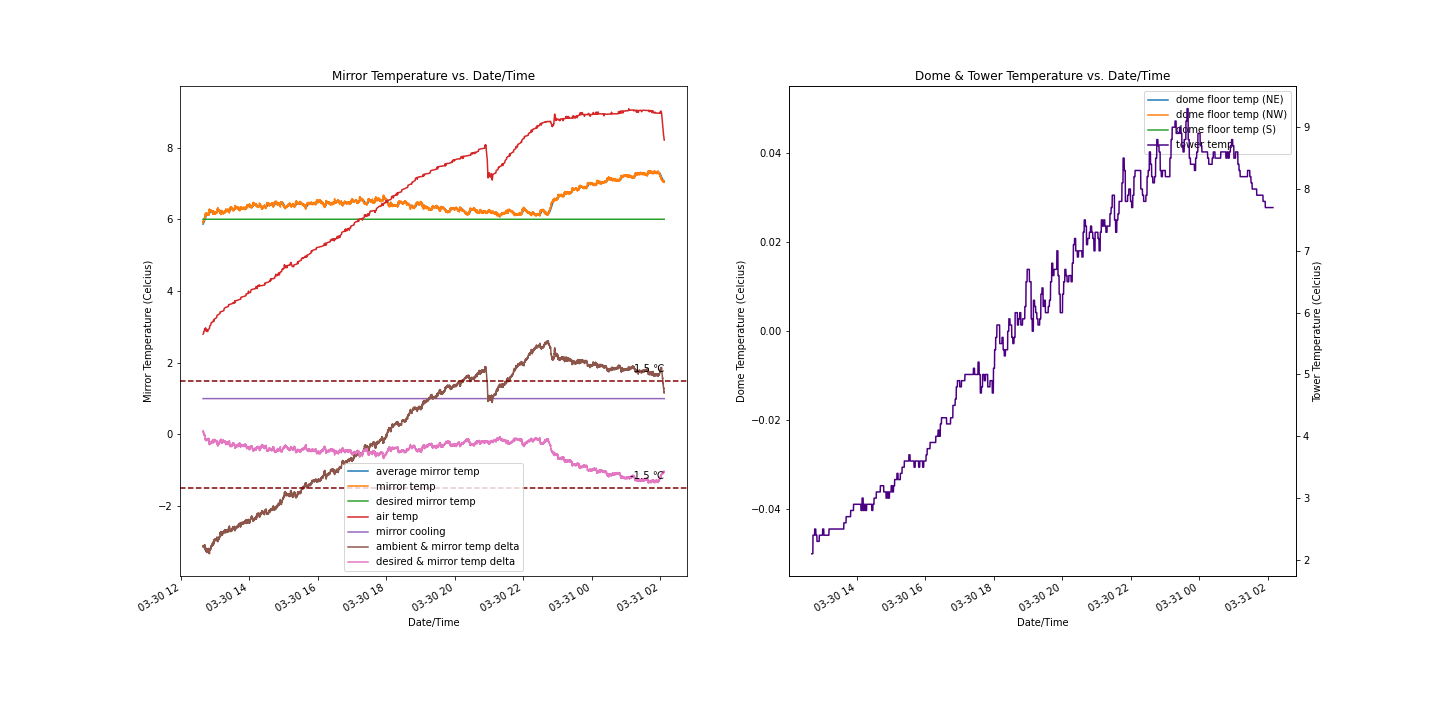 Mirror Temperature vs. Date/Time
Mirror Temperature (Celcius)
8
6
4
2
0
−2
1.5 °C
-1.5 °C
average mirror temp
mirror temp
desired mirror temp
air temp
mirror cooling
ambient & mirror temp delta
desired & mirror temp delta
03-30 12
03-30 14
03-30 16
03-30 18
03-30 20
03-30 22
03-31 00
03-31 02
Date/Time
Dome & Tower Temperature vs. Date/Time
Dome Temperature (Celcius)
0.04
0.02
0.00
−0.02
−0.04
dome floor temp (NE)
dome floor temp (NW)
dome floor temp (S)
tower temp
9
8
7
6
5
4
3
2
Tower Temperature (Celcius)
03-30 14
03-30 16
03-30 18
03-30 20
03-30 22
03-31 00
03-31 02
Date/Time